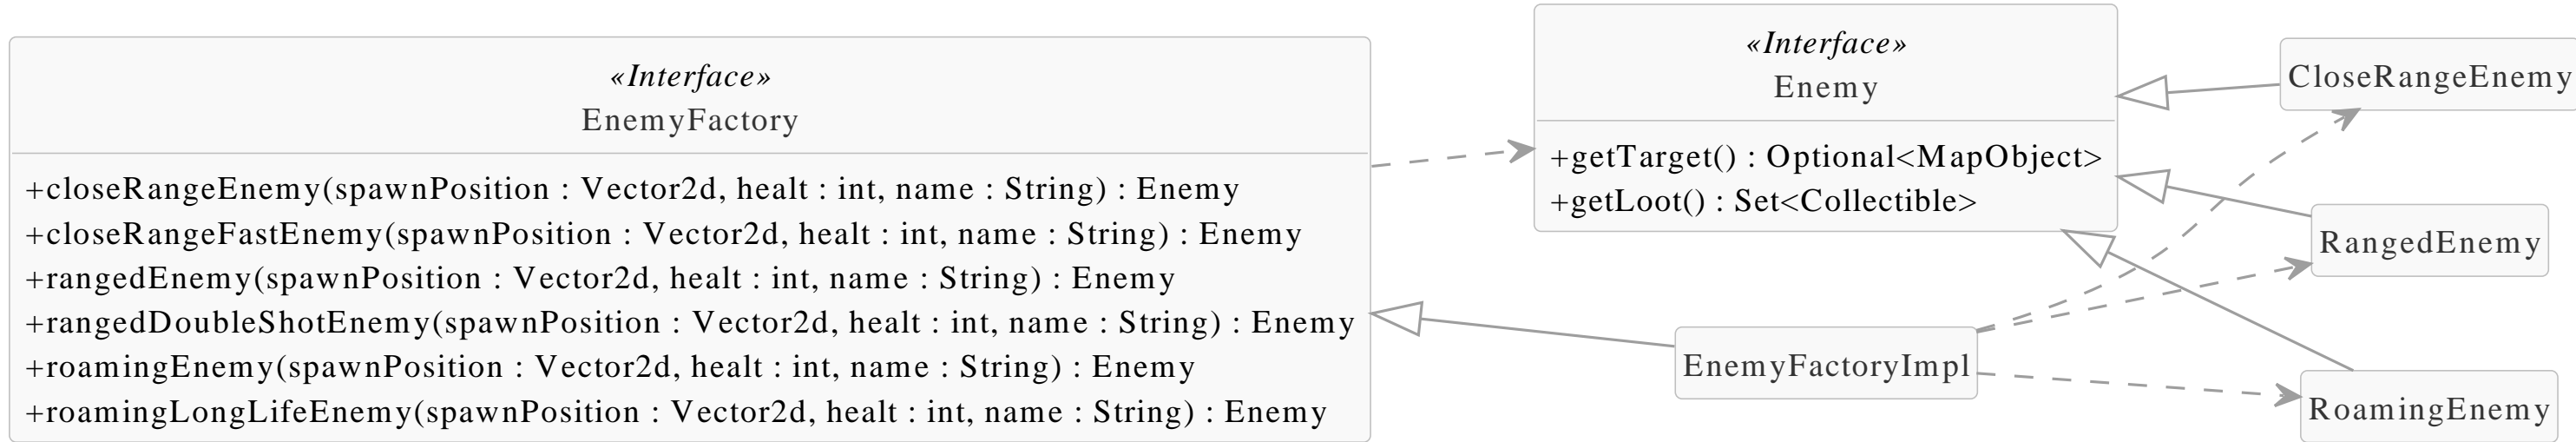 «Interface»
EnemyFactory
+closeRangeEnemy(spawnPosition : Vector2d, healt : int, name : String) : Enemy
+closeRangeFastEnemy(spawnPosition : Vector2d, healt : int, name : String) : Enemy
+rangedEnemy(spawnPosition : Vector2d, healt : int, name : String) : Enemy
+rangedDoubleShotEnemy(spawnPosition : Vector2d, healt : int, name : String) : Enemy
+roamingEnemy(spawnPosition : Vector2d, healt : int, name : String) : Enemy
+roamingLongLifeEnemy(spawnPosition : Vector2d, healt : int, name : String) : Enemy
«Interface»
Enemy
+getTarget() : Optional<MapObject>
+getLoot() : Set<Collectible>
EnemyFactoryImpl
CloseRangeEnemy
RangedEnemy
RoamingEnemy